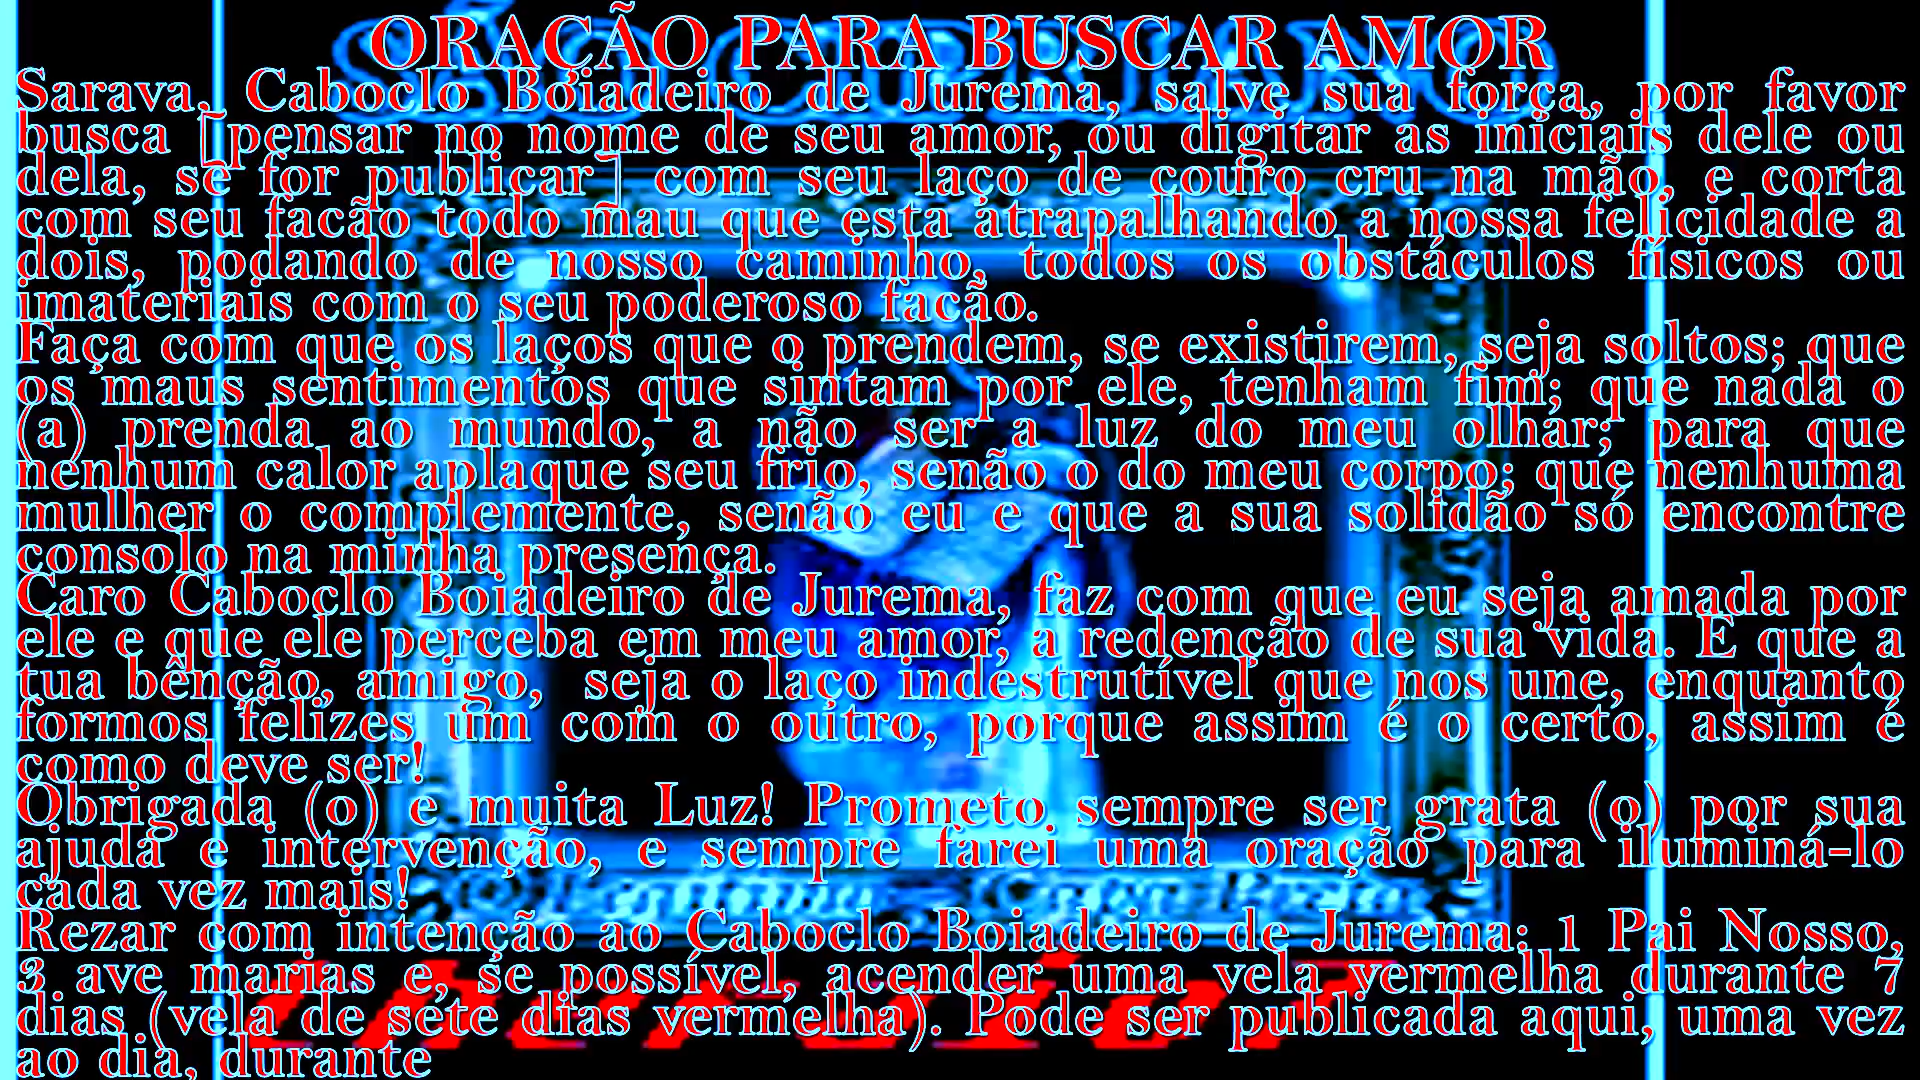 ORAÇÃO PARA BUSCAR AMOR
SÃO CIPRIANO
Sarava, Caboclo Boiadeiro de Jurema, salve sua força, por favor
busca [pensar no nome de seu amor, ou digitar as iniciais dele ou
dela, se for publicar] com seu laço de couro cru na mão, e corta
com seu facão todo mau que esta atrapalhando a nossa felicidade a
dois, podando de nosso caminho, todos os obstáculos físicos ou
imateriais com o seu poderoso facão.
Faça com que os laços que o prendem, se existirem, seja soltos; que
os maus sentimentos que sintam por ele, tenham fim; que nada o
(a) prenda ao mundo, a não ser a luz do meu olhar; para que
nenhum calor aplaque seu frio, senão o do meu corpo; que nenhuma
mulher o complemente, senão eu e que a sua solidão só encontre
consolo na minha presença.
Caro Caboclo Boiadeiro de Jurema, faz com que eu seja amada por
ele e que ele perceba em meu amor, a redenção de sua vida. E que a
tua bênção, amigo, seja o laço indestrutível que nos une, enquanto
formos felizes um com o outro, porque assim é o certo, assim é
como deve ser!
Obrigada (o) e muita Luz! Prometo sempre ser grata (o) por sua
ajuda e intervenção, e sempre farei uma oração para iluminá-lo
cada vez mais!
Rezar com intenção ao Caboclo Boiadeiro de Jurema: 1 Pai Nosso,
3 ave marias e, se possível, acender uma vela vermelha durante 7
dias (vela de sete dias vermelha). Pode ser publicada aqui, uma vez
ao dia, durante